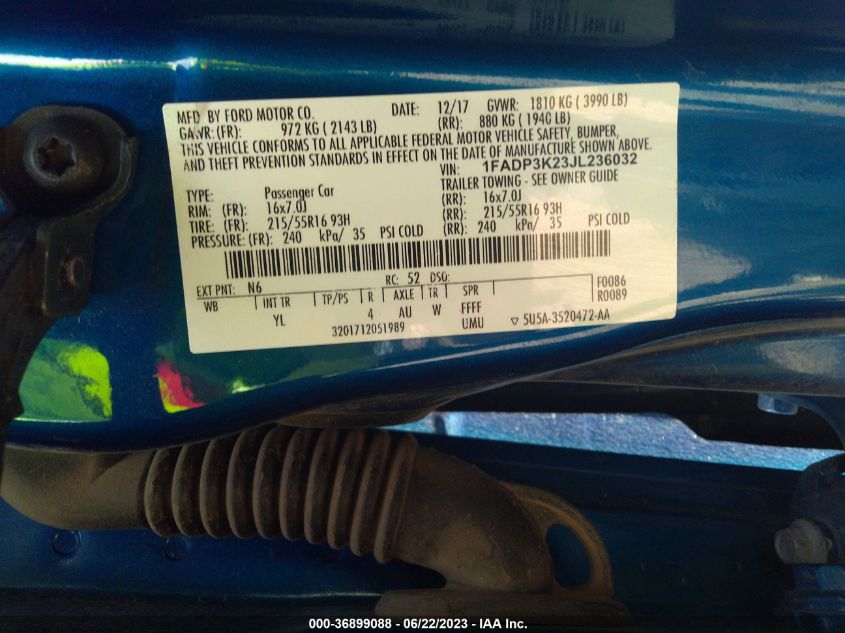 MFD. BY FORD MOTOR CO. DATE: 12/17 GVWR: 1810 KG ( 3990 LB)
GAWR: (FR): 972 KG ( 2143 LB) (RR): 880 KG ( 1940 LB)
THIS VEHICLE CONFORMS TO ALL APPLICABLE FEDERAL MOTOR VEHICLE SAFETY, BUMPER,
AND THEFT PREVENTION STANDARDS IN EFFECT ON THE DATE OF MANUFACTURE SHOWN ABOVE.
VIN: 1FADP3K23JL236032
TYPE: Passenger Car TRAILER TOWING - SEE OWNER GUIDE
RIM: (FR): 16x7.0J (RR): 16x7.0J
TIRE: (FR): 215/55R16 93H (RR): 215/55R16 93H
PRESSURE: (FR): 240 kPa/ 35 PSI COLD (RR): 240 kPa/ 35 PSI COLD
EXT PNT: N6 RC: 52 DSO: F0086
WB INT TR TP/PS R AXLE TR SPR R0089
YL 4 AU W FFFF
3201712051989 UMU ▽ 5U5A-3520472-AA
000-36899088 - 06/22/2023 - IAA Inc.